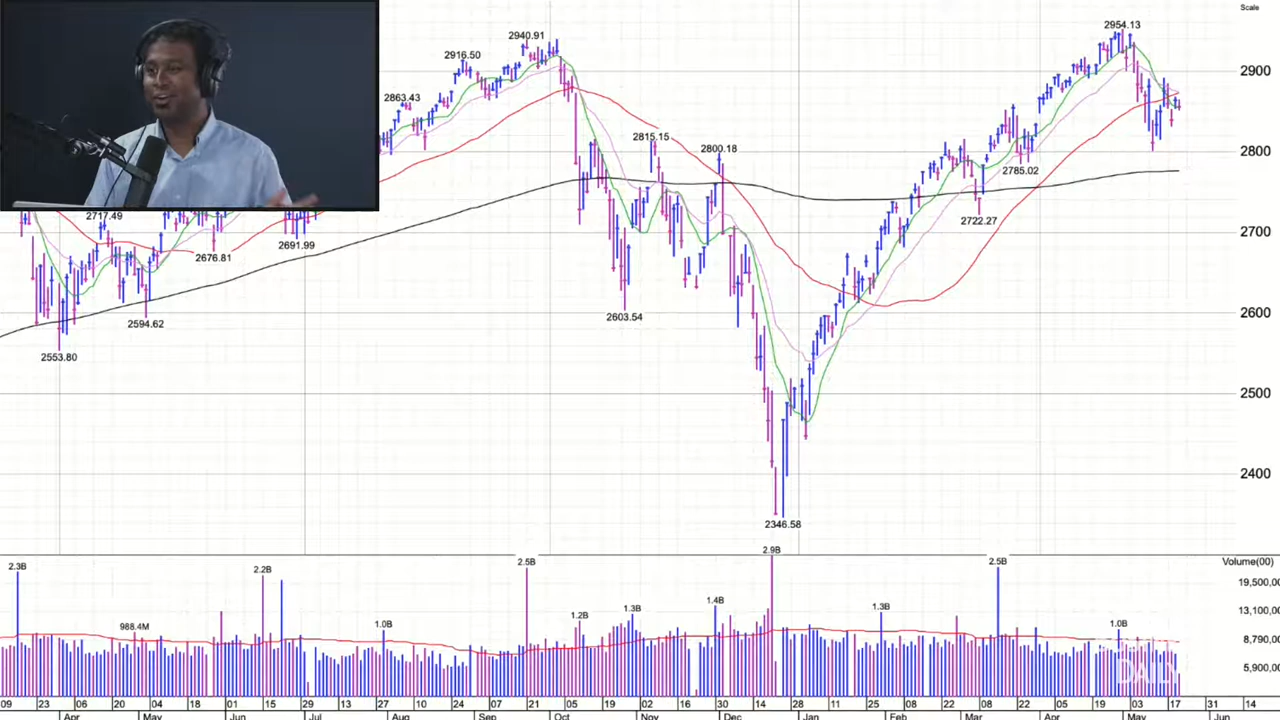 Scale
2954.13
2940.91
2916.50
2900
2863.43
2815.15
2800.18
2800
2785.02
2722.27
2717.49
2700
2691.99
2676.81
2600
2594.62
2603.54
2553.80
2500
2400
2346.58
2.9B
2.3B
2.5B
2.5B
Volume(00)
2.2B
19,500,00
1.4B
1.3B
1.3B
13,100,00
1.2B
988.4M
1.0B
1.0B
8,790,00
5,900,00
DAILY
09 23 06 20 04 18 01 15 29 13 27 10 24 07 21 05 19 02 16 30 14 28 11 25 08 22 08 22 05 19 03 17 31 14
Apr May Jun Jul Aug Sep Oct Nov Dec Jan Feb Mar Apr May Jun